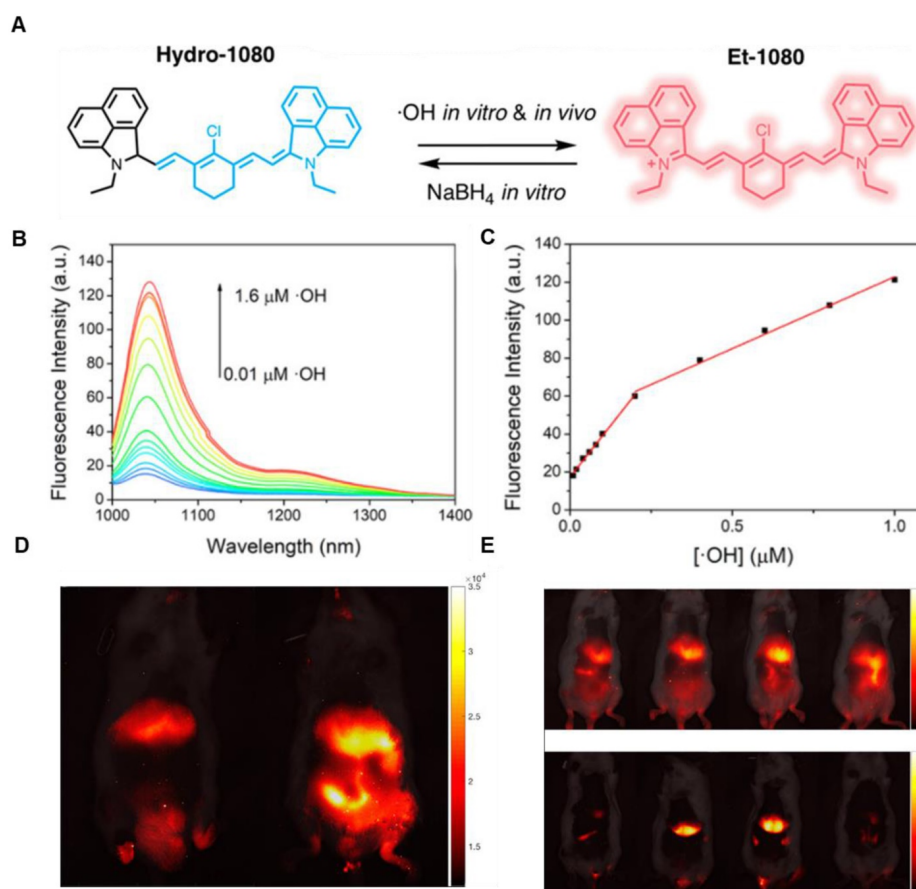 A
Hydro-1080
Et-1080
Cl
N
N
·OH in vitro & in vivo
NaBH₄ in vitro
Cl
N
+
N
B
Fluorescence Intensity (a.u.)
140
120
100
80
60
40
20
0
1.6 μM ·OH
0.01 μM ·OH
1000
1100
1200
1300
1400
Wavelength (nm)
C
Fluorescence Intensity (a.u.)
140
120
100
80
60
40
20
0
0.0
0.5
1.0
[·OH] (μM)
D
×10⁴
3.5
3
2.5
2
1.5
E